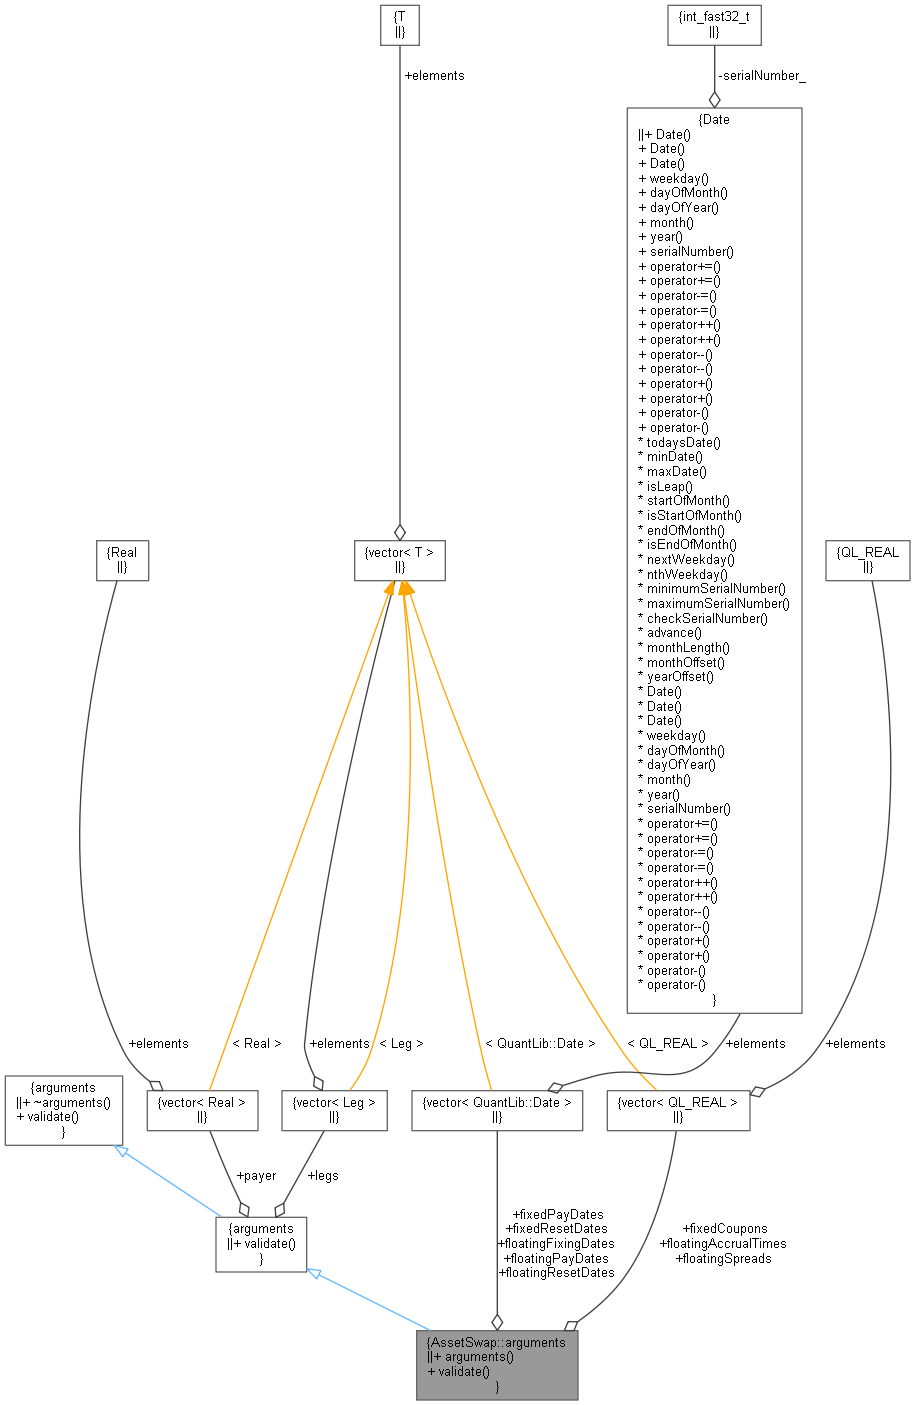 {T
||}
{int_fast32_t
||}
+elements
-serialNumber_
{Date
||+ Date()
+ Date()
+ Date()
+ weekday()
+ dayOfMonth()
+ dayOfYear()
+ month()
+ year()
+ serialNumber()
+ operator+=()
+ operator+=()
+ operator-=()
+ operator-=()
+ operator++()
+ operator++()
+ operator--()
+ operator--()
+ operator+()
+ operator+()
+ operator-()
+ operator-()
* todaysDate()
* minDate()
* maxDate()
* isLeap()
* startOfMonth()
* isStartOfMonth()
* endOfMonth()
* isEndOfMonth()
* nextWeekday()
* nthWeekday()
* minimumSerialNumber()
* maximumSerialNumber()
* checkSerialNumber()
* advance()
* monthLength()
* monthOffset()
* yearOffset()
* Date()
* Date()
* Date()
* weekday()
* dayOfMonth()
* dayOfYear()
* month()
* year()
* serialNumber()
* operator+=()
* operator+=()
* operator-=()
* operator-=()
* operator++()
* operator++()
* operator--()
* operator--()
* operator+()
* operator+()
* operator-()
* operator-()
}
{Real
||}
{vector< T >
||}
{QL_REAL
||}
+elements
< Real >
+elements
< Leg >
< QuantLib::Date >
< QL_REAL >
+elements
+elements
{arguments
||+ ~arguments()
+ validate()
}
{vector< Real >
||}
{vector< Leg >
||}
{vector< QuantLib::Date >
||}
{vector< QL_REAL >
||}
+payer
+legs
{arguments
||+ validate()
}
+fixedPayDates
+fixedResetDates
+floatingFixingDates
+floatingPayDates
+floatingResetDates
+fixedCoupons
+floatingAccrualTimes
+floatingSpreads
{AssetSwap::arguments
||+ arguments()
+ validate()
}